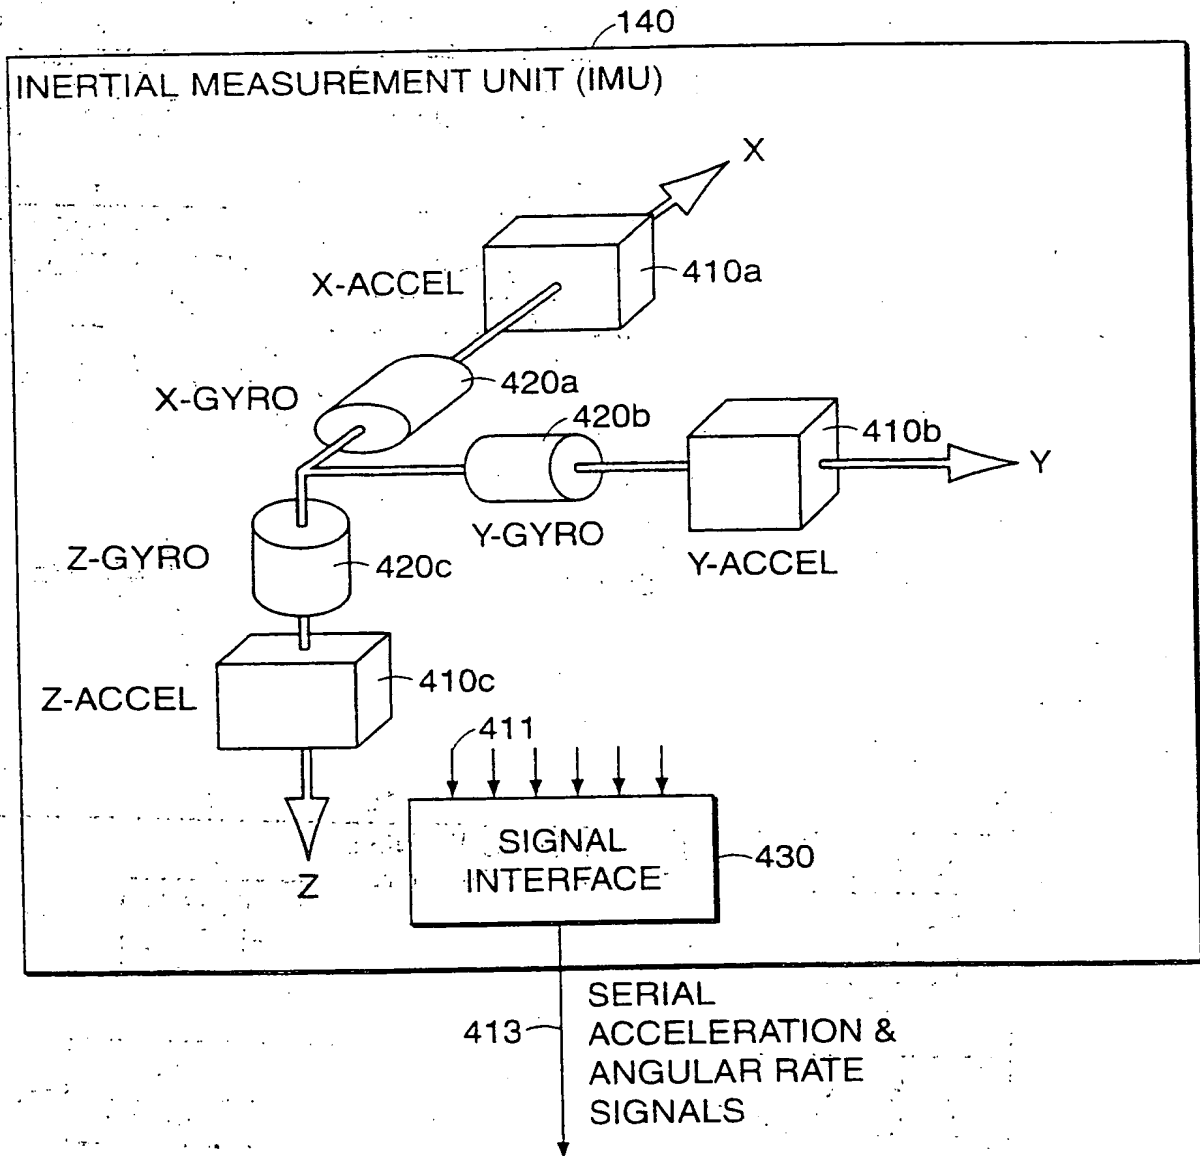 140
INERTIAL MEASUREMENT UNIT (IMU)
X
X-ACCEL
410a
X-GYRO
420a
420b
410b
Y
Y-GYRO
Y-ACCEL
Z-GYRO
420c
Z-ACCEL
410c
411
Z
SIGNAL
INTERFACE
430
413
SERIAL
ACCELERATION &
ANGULAR RATE
SIGNALS